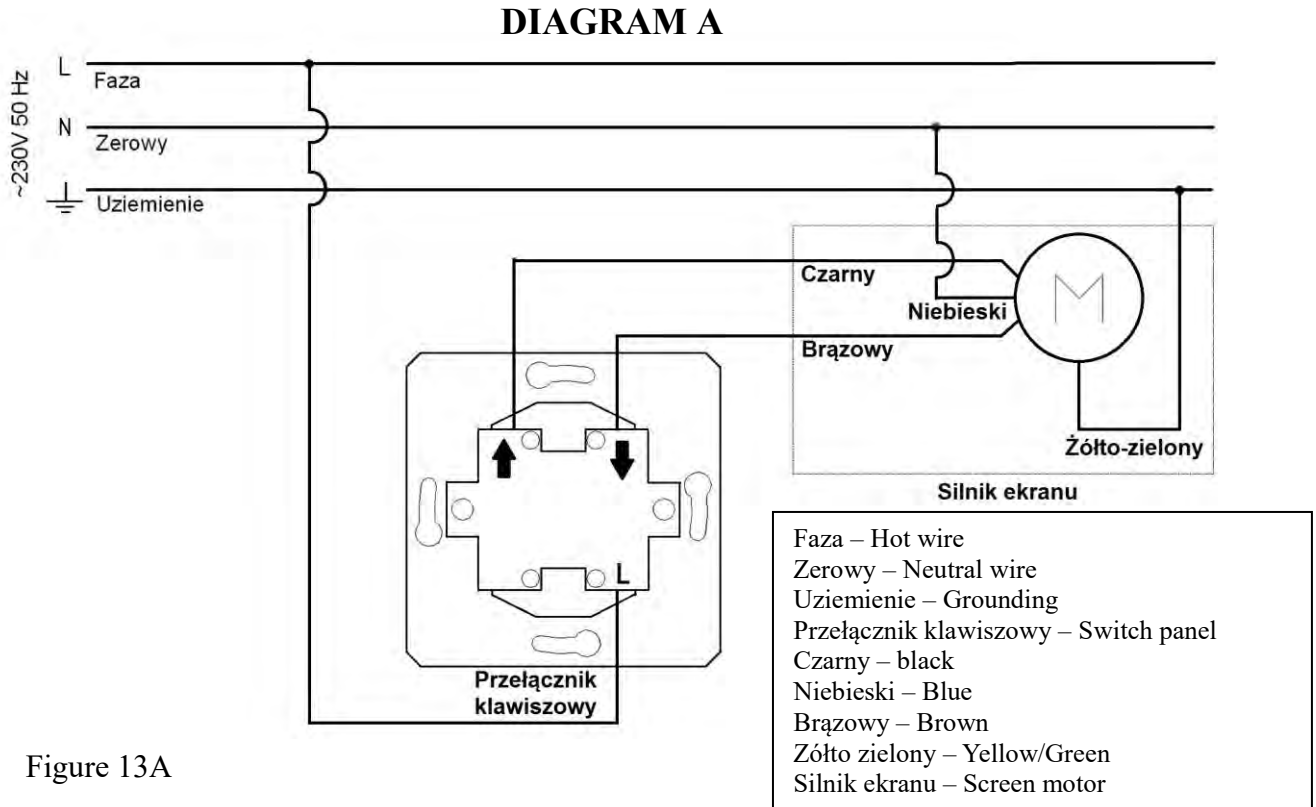 DIAGRAM A
~230V 50 Hz
L
Faza
N
Zerowy
Uziemienie
Czarny
M
Niebieski
Brązowy
Żółto-zielony
Silnik ekranu
L
Przełącznik
klawiszowy
Faza – Hot wire
Zerowy – Neutral wire
Uziemienie – Grounding
Przełącznik klawiszowy – Switch panel
Czarny – black
Niebieski – Blue
Brązowy – Brown
Zółto zielony – Yellow/Green
Silnik ekranu – Screen motor
Figure 13A